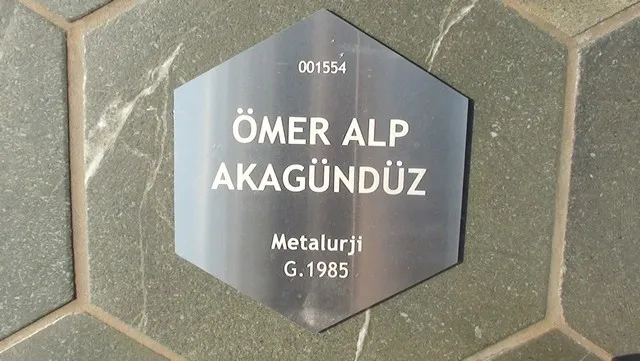 001554
ÖMER ALP
AKAGÜNDÜZ
Metalurji
G.1985